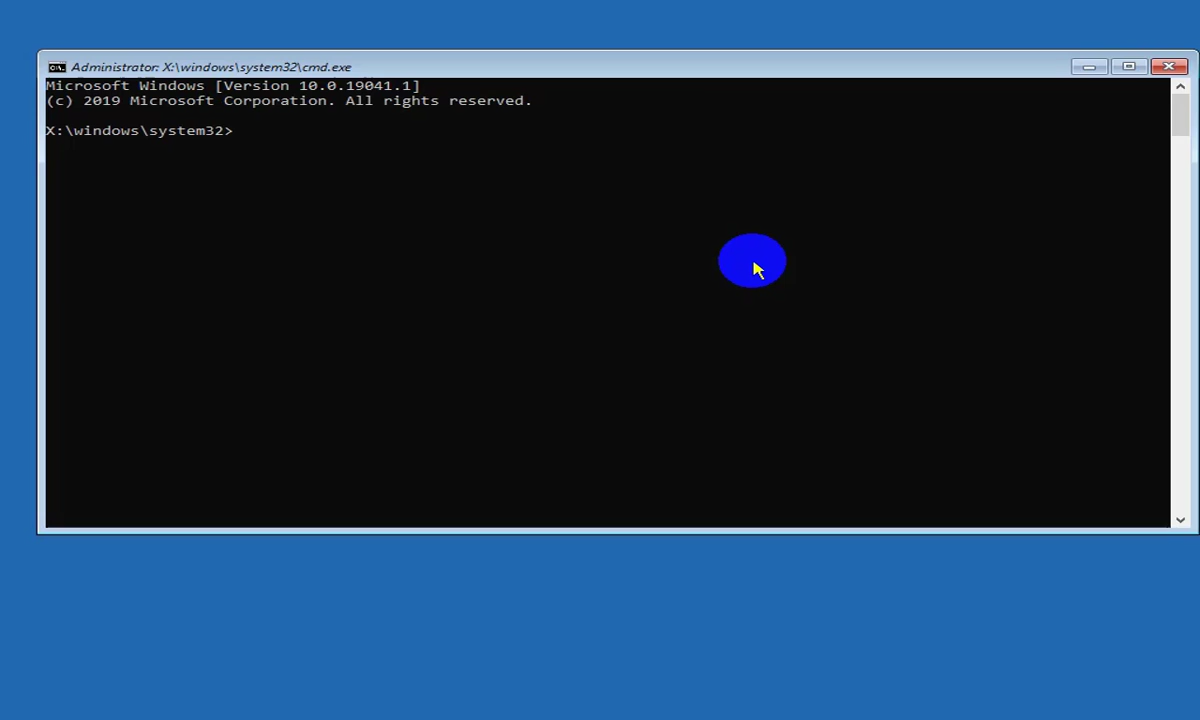 Administrator: X:\windows\system32\cmd.exe
Microsoft Windows [Version 10.0.19041.1]
(c) 2019 Microsoft Corporation. All rights reserved.
X:\windows\system32>